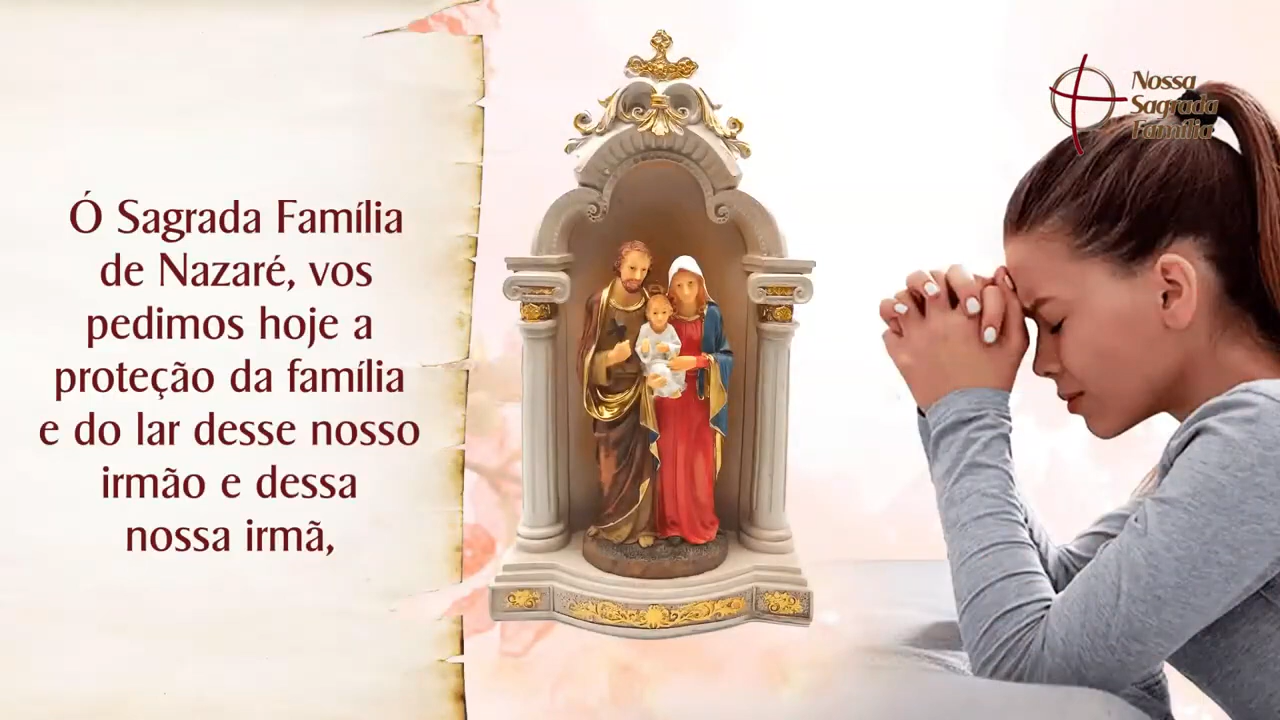 Ó Sagrada Família
de Nazaré, vos
pedimos hoje a
proteção da família
e do lar desse nosso
irmão e dessa
nossa irmã,
Nossa
Sagrada
Família